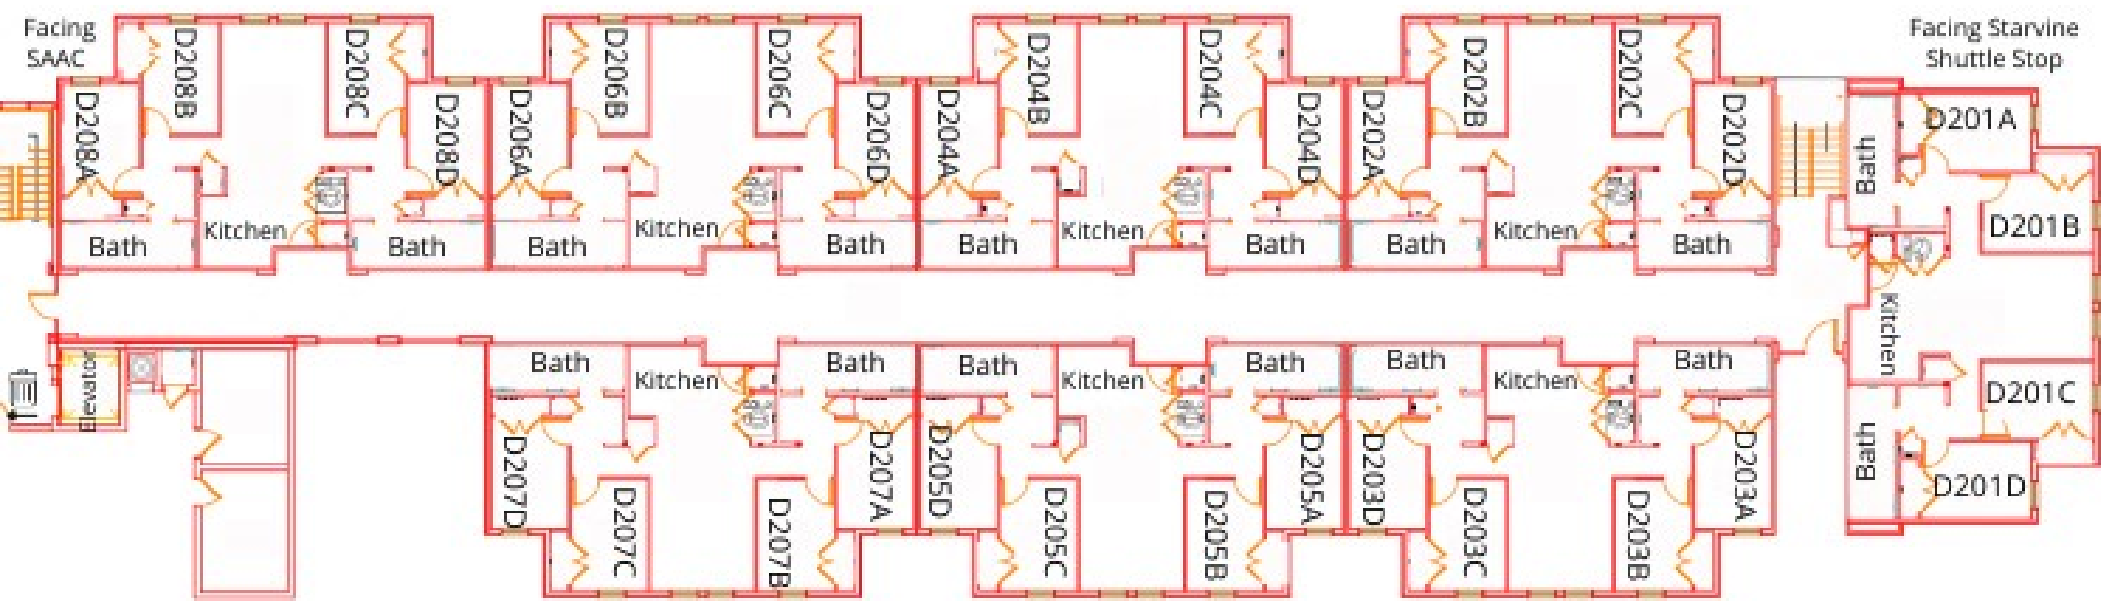 Facing
SAAC
Facing Starvine
Shuttle Stop
D208A
D208B
D208C
D208D
D206A
D206B
D206C
D206D
D204A
D204B
D204C
D204D
D202A
D202B
D202C
D202D
D201A
D201B
Bath
Bath
Kitchen
Bath
Bath
Kitchen
Bath
Bath
Kitchen
Bath
Bath
Kitchen
Bath
Kitchen
Elevator
Bath
Kitchen
Bath
Bath
Kitchen
Bath
Bath
Kitchen
Bath
Bath
D201C
D201D
D207D
D207C
D207B
D207A
D205D
D205C
D205B
D205A
D203D
D203C
D203B
D203A